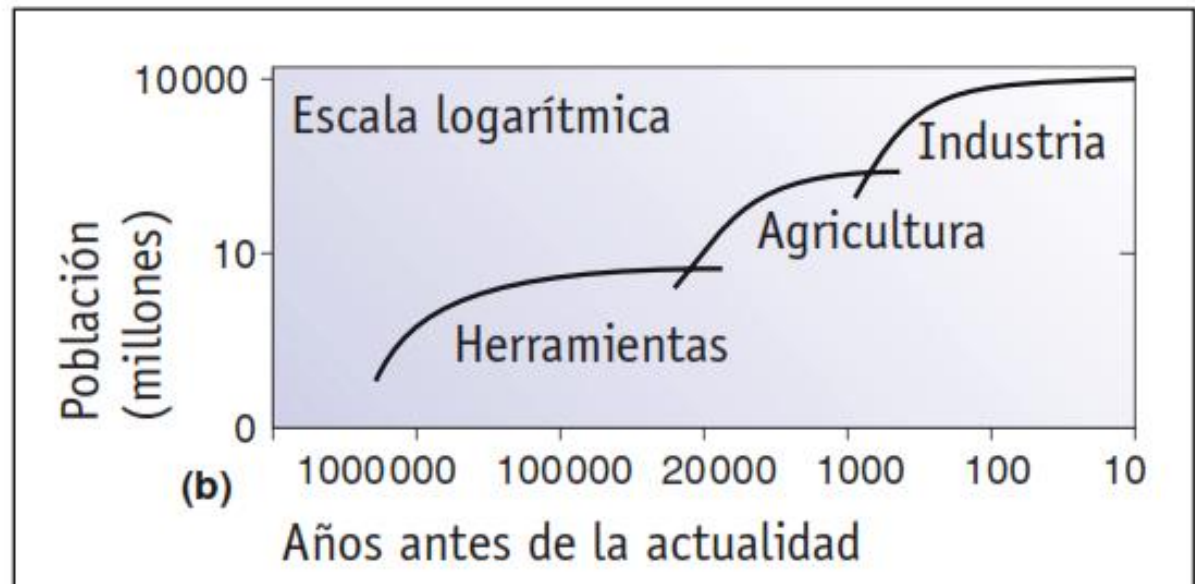 10000
Escala logarítmica
Industria
10
Agricultura
Herramientas
0
Población
(millones)
1000000 100000 20000 1000 100 10
(b)
Años antes de la actualidad